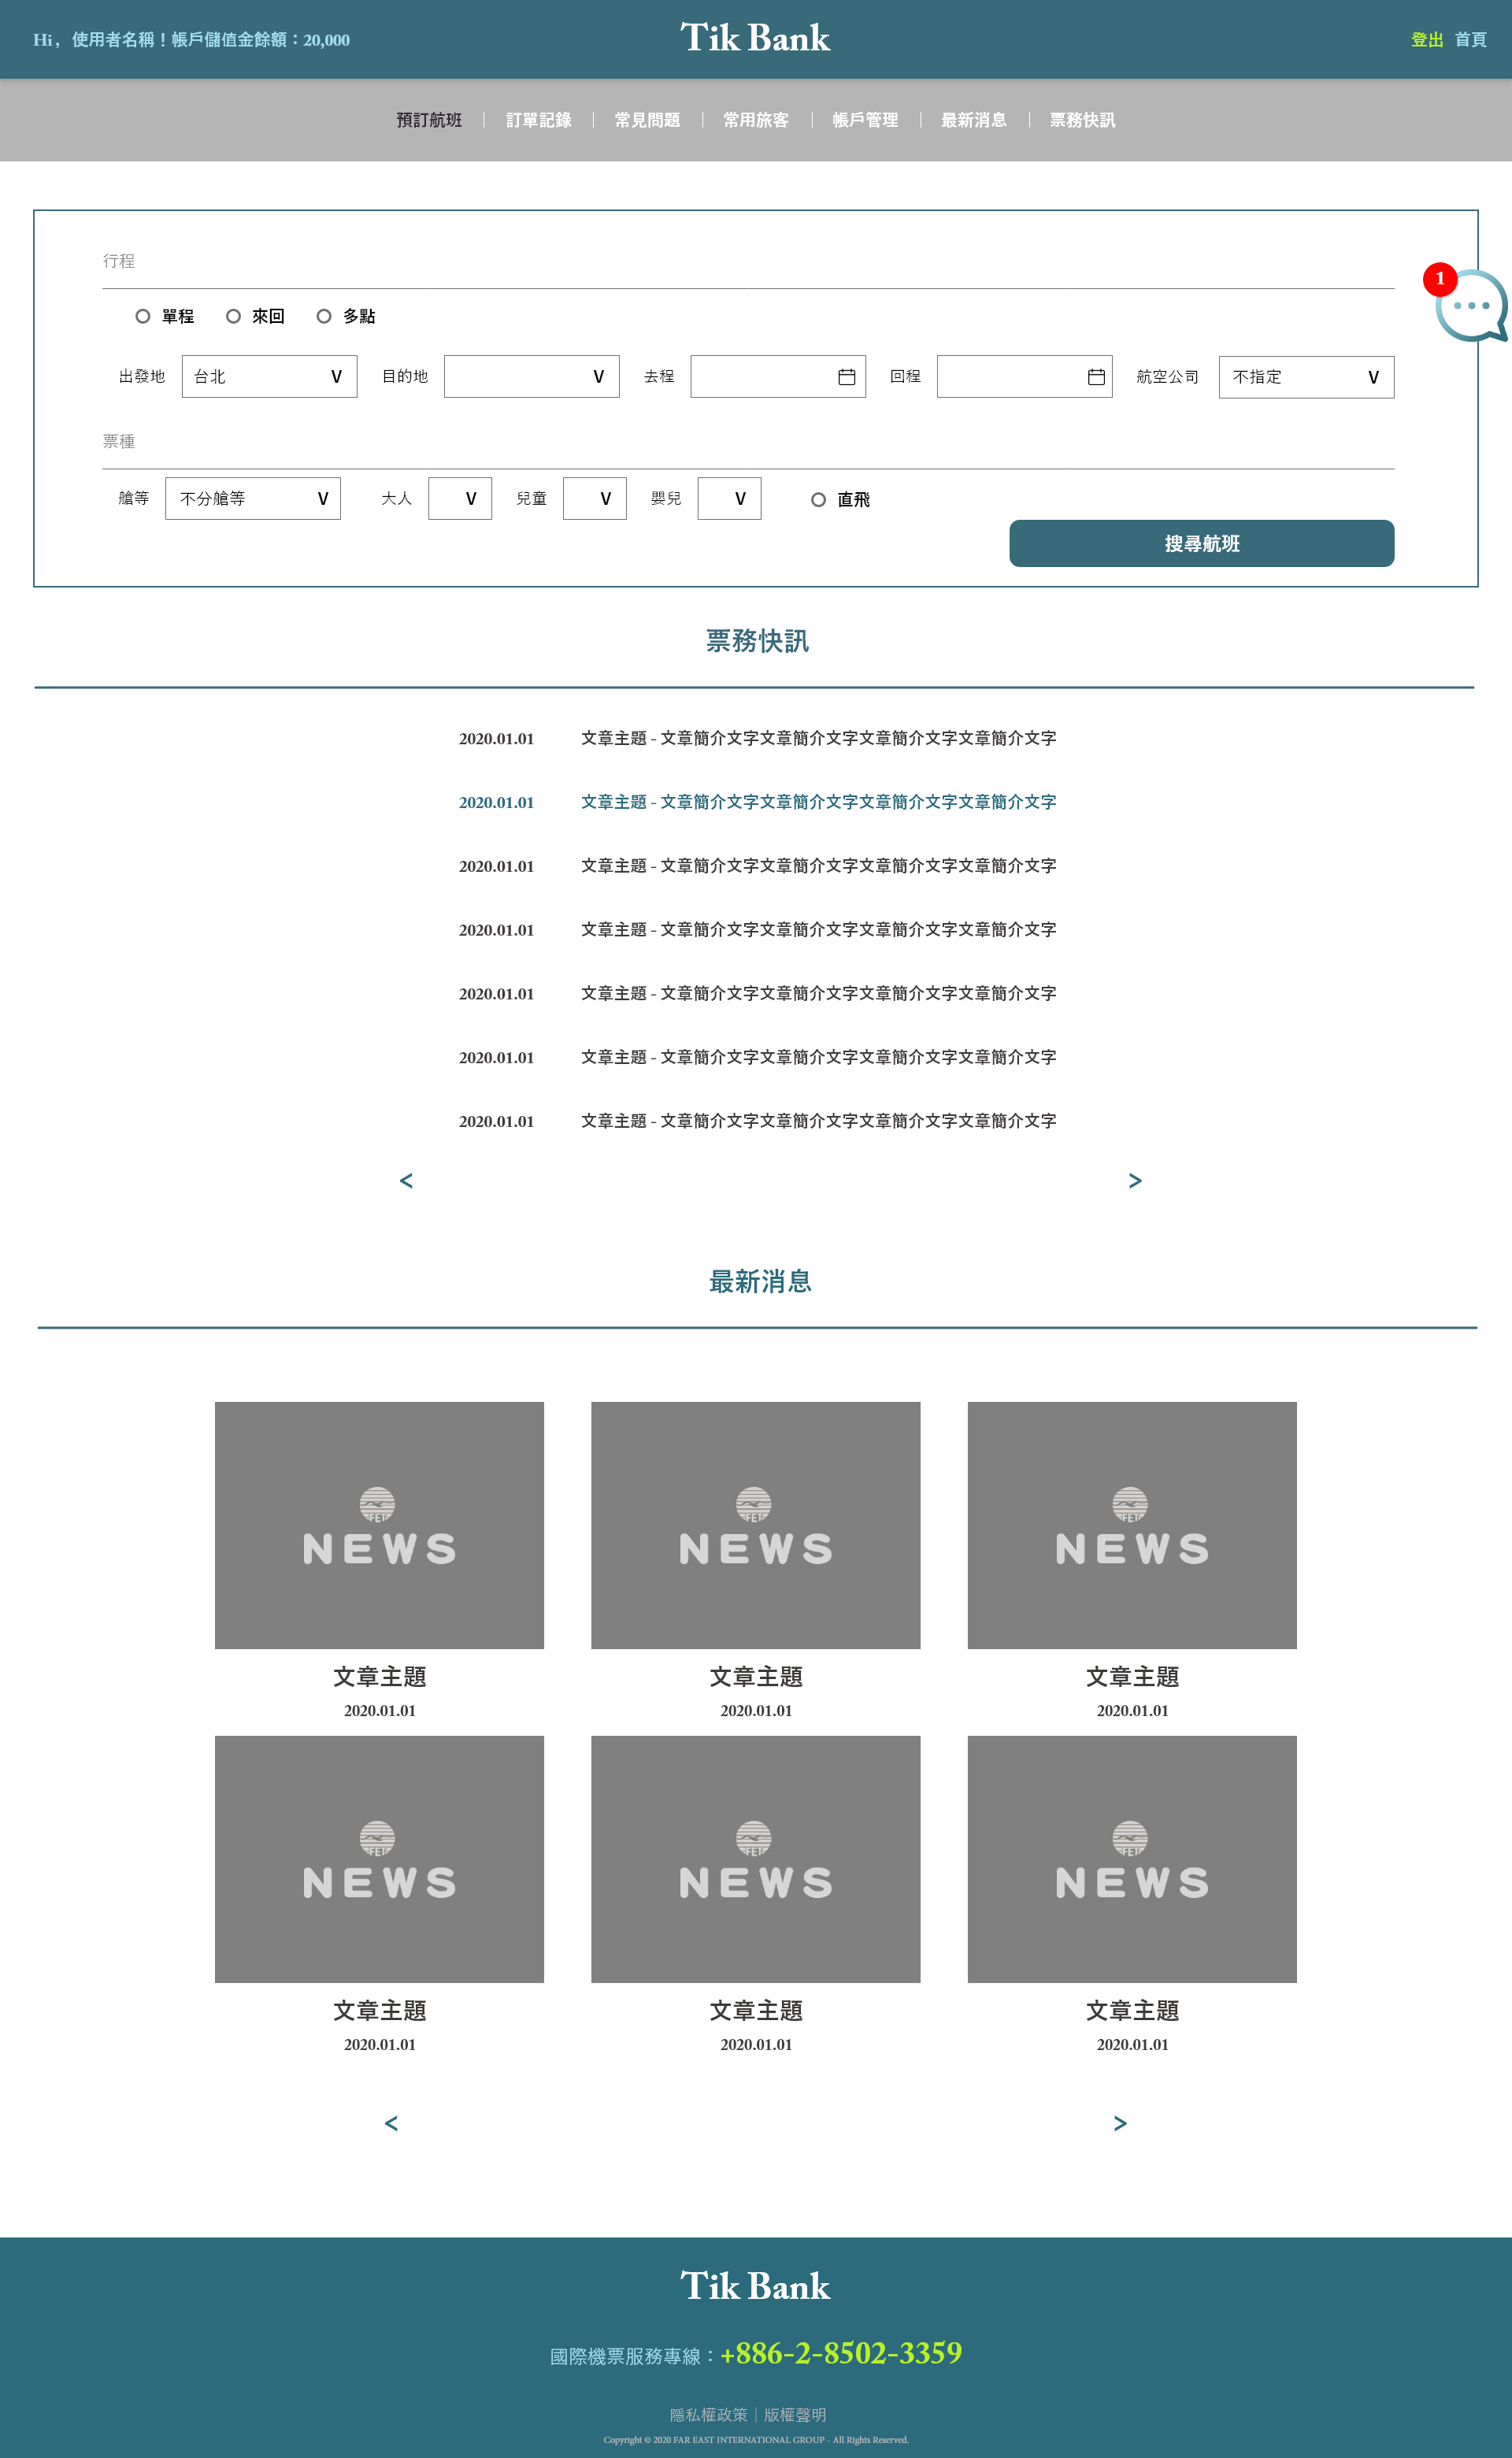 Hi，使用者名稱！帳戶儲值金餘額：20,000
Tik Bank
登出 首頁
預訂航班｜訂單記錄｜常見問題｜常用旅客｜帳戶管理｜最新消息｜票務快訊
行程
1
單程 來回 多點
出發地 台北 V 目的地 V 去程 回程 航空公司 不指定 V
票種
艙等 不分艙等 V 大人 V 兒童 V 嬰兒 V 直飛
搜尋航班
票務快訊
2020.01.01 文章主題 - 文章簡介文字文章簡介文字文章簡介文字文章簡介文字
2020.01.01 文章主題 - 文章簡介文字文章簡介文字文章簡介文字文章簡介文字
2020.01.01 文章主題 - 文章簡介文字文章簡介文字文章簡介文字文章簡介文字
2020.01.01 文章主題 - 文章簡介文字文章簡介文字文章簡介文字文章簡介文字
2020.01.01 文章主題 - 文章簡介文字文章簡介文字文章簡介文字文章簡介文字
2020.01.01 文章主題 - 文章簡介文字文章簡介文字文章簡介文字文章簡介文字
2020.01.01 文章主題 - 文章簡介文字文章簡介文字文章簡介文字文章簡介文字
< >
最新消息
FETC FETC FETC
NEWS NEWS NEWS
文章主題 文章主題 文章主題
2020.01.01 2020.01.01 2020.01.01
FETC FETC FETC
NEWS NEWS NEWS
文章主題 文章主題 文章主題
2020.01.01 2020.01.01 2020.01.01
< >
Tik Bank
國際機票服務專線：+886-2-8502-3359
隱私權政策｜版權聲明
Copyright © 2020 FAR EAST INTERNATIONAL GROUP - All Rights Reserved.